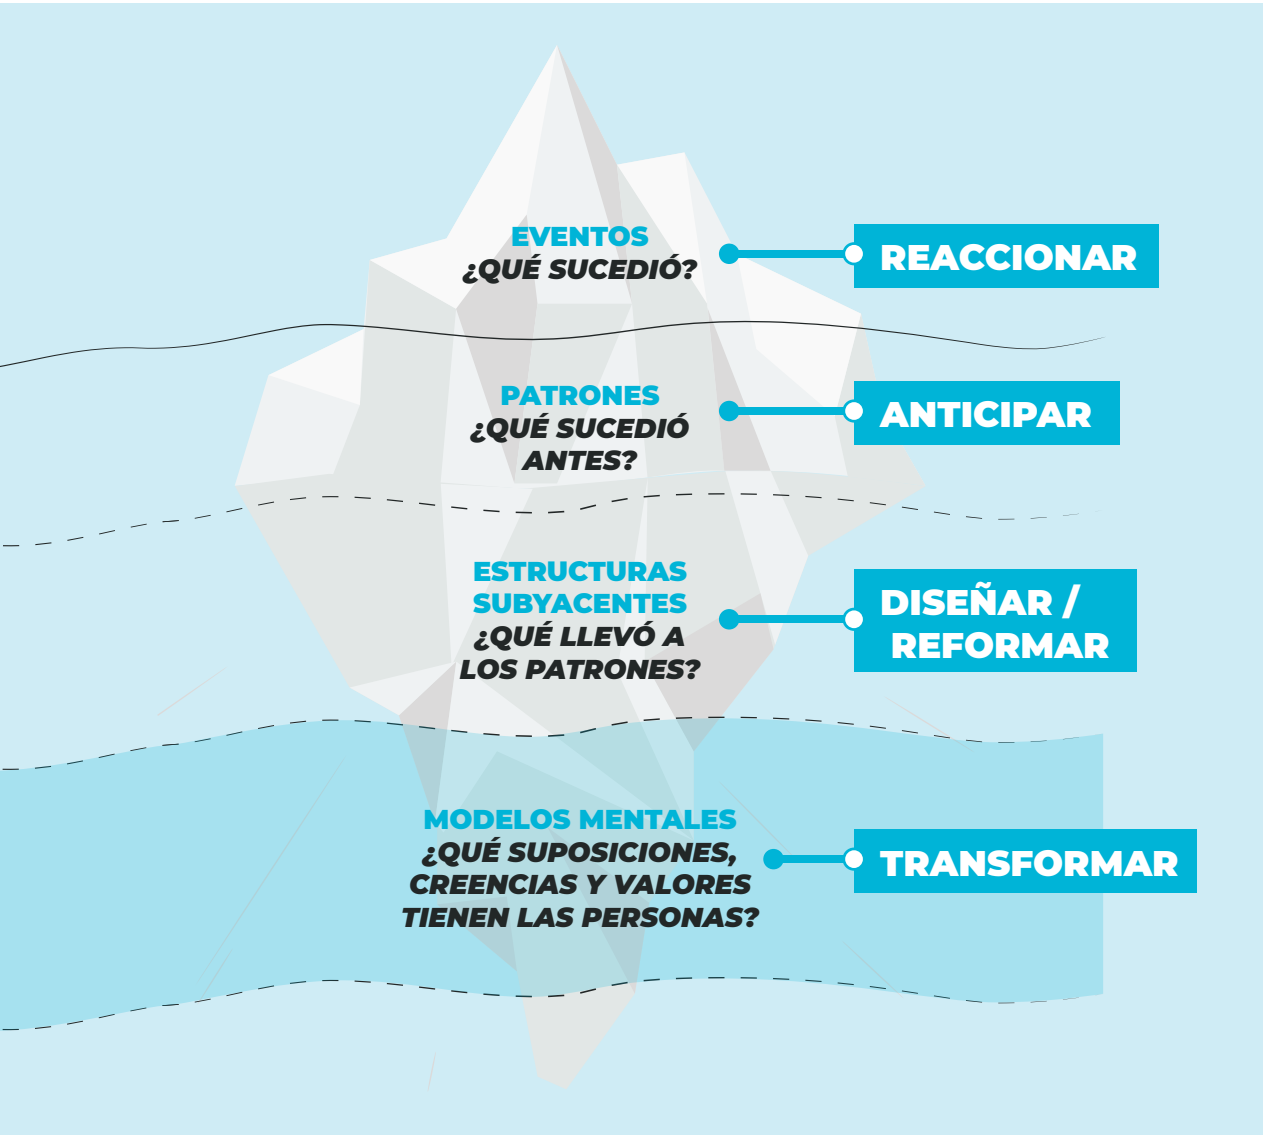 EVENTOS
¿QUÉ SUCEDIÓ?
REACCIONAR
PATRONES
¿QUÉ SUCEDIÓ
ANTES?
ANTICIPAR
ESTRUCTURAS
SUBYACENTES
¿QUÉ LLEVÓ A
LOS PATRONES?
DISEÑAR /
REFORMAR
MODELOS MENTALES
¿QUÉ SUPOSICIONES,
CREENCIAS Y VALORES
TIENEN LAS PERSONAS?
TRANSFORMAR